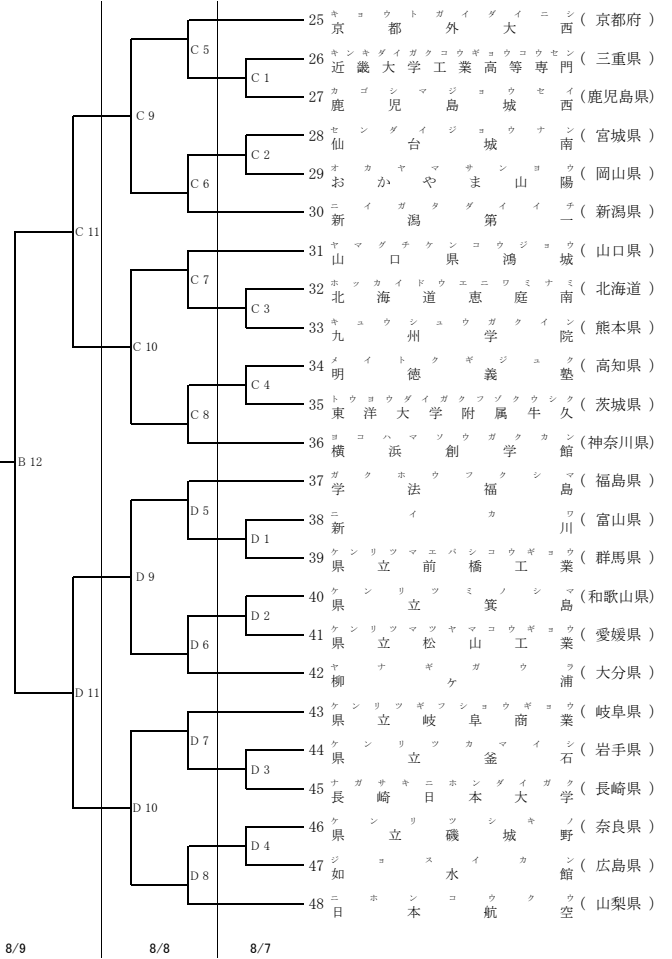 キョウトガイダイニシ
25 京都外大西 (京都府)
C 5
キンキダイガクコウギョウコウセン
26 近畿大学工業高等専門 (三重県)
C 1
カゴシマジョウセイ
27 鹿児島城西 (鹿児島県)
C 9
センダイジョウナン
28 仙台城南 (宮城県)
C 2
オカヤマサンヨウ
29 おかやま山陽 (岡山県)
C 6
ニイガタダイイチ
30 新潟第一 (新潟県)
C 11
ヤマグチケンコウジョウ
31 山口県鴻城 (山口県)
C 7
ホッカイドウエニワミナミ
32 北海道恵庭南 (北海道)
C 3
キュウシュウガクイン
33 九州学院 (熊本県)
C 10
メイトクギジュク
34 明徳義塾 (高知県)
C 4
トウヨウダイガクフゾクウシク
35 東洋大学附属牛久 (茨城県)
C 8
ヨコハマソウガクカン
36 横浜創学館 (神奈川県)
B 12
ガクホウフクシマ
37 学法福島 (福島県)
D 5
ニイカワ
38 新川 (富山県)
D 1
ケンリツマエバシコウギョウ
39 県立前橋工業 (群馬県)
D 9
ケンリツミノシマ
40 県立箕島 (和歌山県)
D 2
ケンリツマツヤマコウギョウ
41 県立松山工業 (愛媛県)
D 6
ヤナギガウラ
42 柳ヶ浦 (大分県)
D 11
ケンリツギフショウギョウ
43 県立岐阜商業 (岐阜県)
D 7
ケンリツカマイシ
44 県立釜石 (岩手県)
D 3
ナガサキニホンダイガク
45 長崎日本大学 (長崎県)
D 10
ケンリツシキノ
46 県立磯城野 (奈良県)
D 4
ジョスイカン
47 如水館 (広島県)
D 8
ニホンコウクウ
48 日本航空 (山梨県)
8/9 8/8 8/7